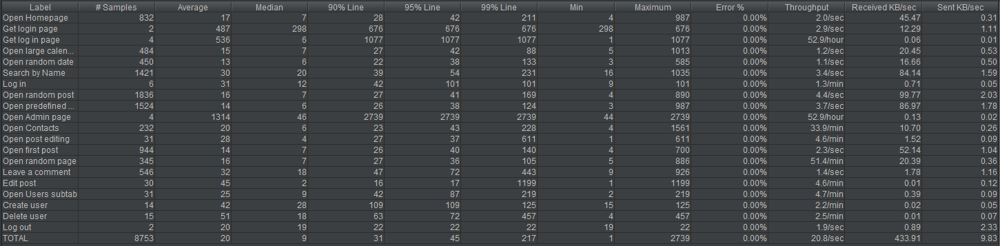 Label # Samples Average Median 90% Line 95% Line 99% Line Min Maximum Error % Throughput Received KB/sec Sent KB/sec
Open Homepage 832 17 7 28 42 211 4 987 0.00% 2.0/sec 45.47 0.31
Get login page 2 487 298 676 676 676 298 676 0.00% 2.9/sec 12.29 1.11
Get log in page 4 536 6 1077 1077 1077 1 1077 0.00% 52.9/hour 0.06 0.01
Open large calen... 484 15 7 27 42 88 5 1013 0.00% 1.2/sec 20.45 0.53
Open random date 450 13 6 22 38 133 3 585 0.00% 1.1/sec 16.66 0.50
Search by Name 1421 30 20 39 54 231 16 1035 0.00% 3.4/sec 84.14 1.59
Log in 6 31 12 42 101 101 9 101 0.00% 1.3/min 0.71 0.05
Open random post 1836 16 7 27 41 169 4 890 0.00% 4.4/sec 99.77 2.03
Open predefined ... 1524 14 6 26 38 124 3 987 0.00% 3.7/sec 86.97 1.78
Open Admin page 4 1314 46 2739 2739 2739 44 2739 0.00% 52.9/hour 0.13 0.02
Open Contacts 232 20 6 23 43 228 4 1561 0.00% 33.9/min 10.70 0.26
Open post editing 31 28 4 27 37 611 1 611 0.00% 4.6/min 1.52 0.09
Open first post 944 14 7 26 40 140 4 700 0.00% 2.3/sec 52.14 1.04
Open random page 345 16 7 27 36 105 5 886 0.00% 51.4/min 20.39 0.36
Leave a comment 546 32 18 47 72 443 9 926 0.00% 1.4/sec 1.78 1.16
Edit post 30 45 2 16 17 1199 1 1199 0.00% 4.6/min 0.01 0.12
Open Users subtab 31 25 9 42 87 219 2 219 0.00% 4.7/min 0.39 0.09
Create user 14 42 28 109 109 125 15 125 0.00% 2.2/min 0.02 0.05
Delete user 15 51 18 63 72 457 4 457 0.00% 2.5/min 0.01 0.07
Log out 2 20 19 22 22 22 19 22 0.00% 1.9/sec 0.89 2.33
TOTAL 8753 20 9 31 45 217 1 2739 0.00% 20.8/sec 433.91 9.83